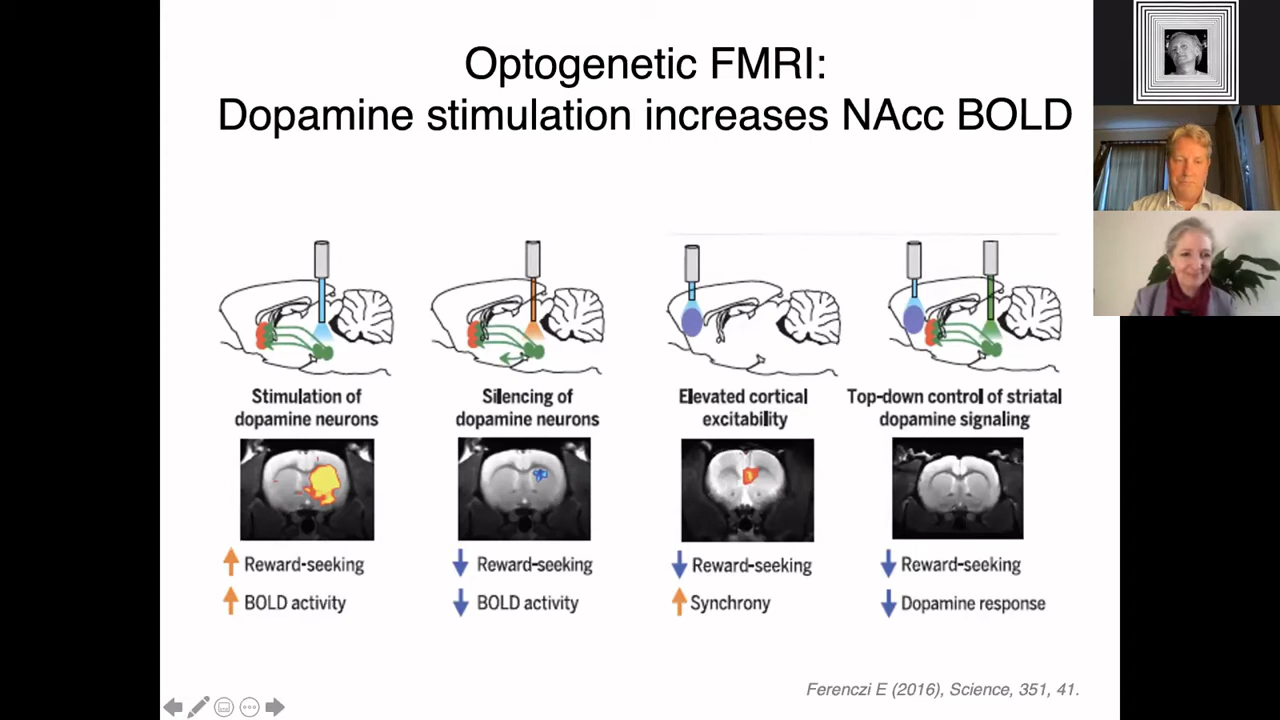 Optogenetic FMRI:
Dopamine stimulation increases NAcc BOLD
Stimulation of
dopamine neurons
Reward-seeking
BOLD activity
Silencing of
dopamine neurons
Reward-seeking
BOLD activity
Elevated cortical
excitability
Reward-seeking
Synchrony
Top-down control of striatal
dopamine signaling
Reward-seeking
Dopamine response
Ferenczi E (2016), Science, 351, 41.